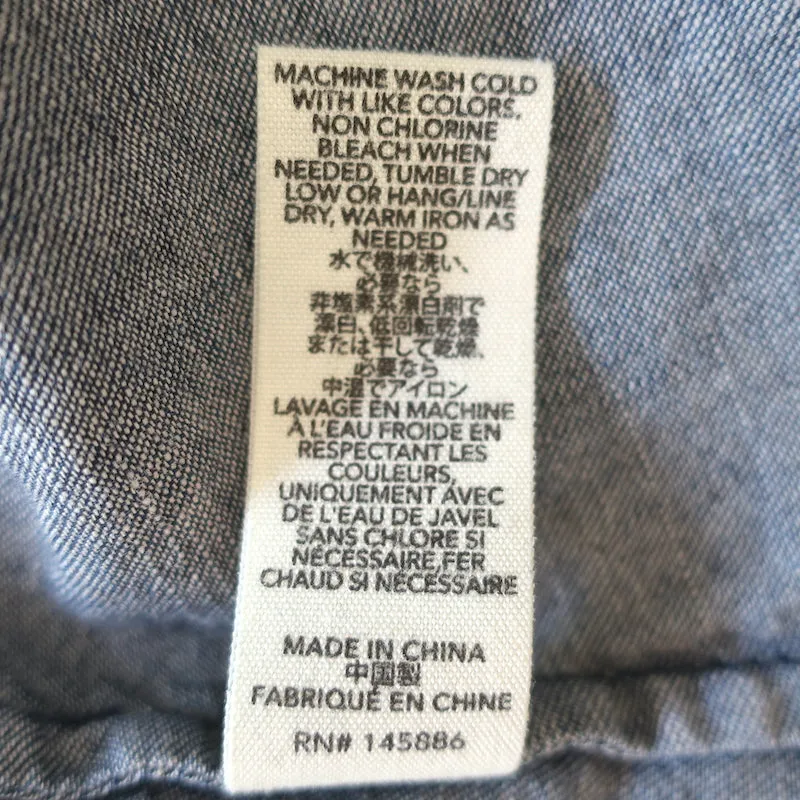 MACHINE WASH COLD
WITH LIKE COLORS,
NON CHLORINE
BLEACH WHEN
NEEDED, TUMBLE DRY
LOW OR HANG/LINE
DRY, WARM IRON AS
NEEDED
水で機械洗い、
必要なら
非塩素系漂白剤で
漂白、低回転乾燥
または干して乾燥、
必要なら
中温でアイロン
LAVAGE EN MACHINE
À L'EAU FROIDE EN
RESPECTANT LES
COULEURS,
UNIQUEMENT AVEC
DE L'EAU DE JAVEL
SANS CHLORE SI
NÉCESSAIRE,FER
CHAUD SI NÉCESSAIRE
MADE IN CHINA
中国製
FABRIQUÉ EN CHINE
RN# 145886